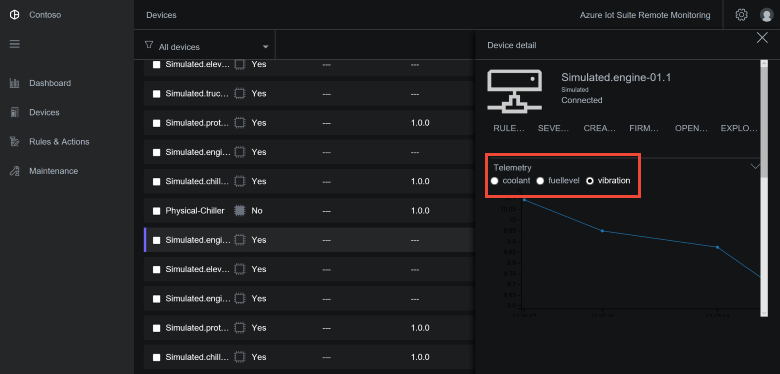 Contoso
Devices
Azure Iot Suite Remote Monitoring
Dashboard
Devices
Rules & Actions
Maintenance
All devices
Simulated.elev... Yes --- ---
Simulated.truc... Yes --- ---
Simulated.prot... Yes --- 1.0.0
Simulated.engi... Yes --- ---
Simulated.chill... Yes --- 1.0.0
Physical-Chiller No --- 1.0.0
Simulated.engi... Yes --- ---
Simulated.elev... Yes --- ---
Simulated.engi... Yes --- ---
Simulated.prot... Yes --- 1.0.0
Simulated.chill... Yes --- 1.0.0
Device detail
Simulated.engine-01.1
Simulated
Connected
RULE... SEVE... CREA... FIRM... OPEN... EXPLO...
Telemetry
coolant fuellevel vibration